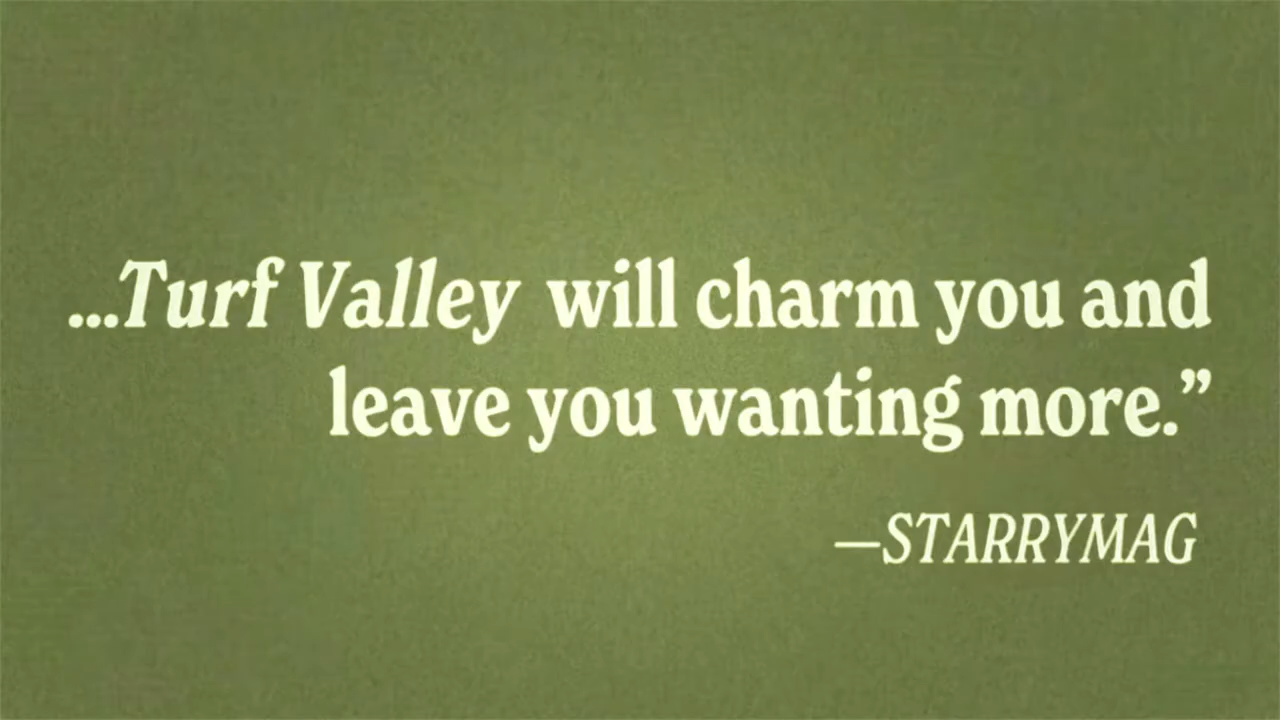 ...Turf Valley will charm you and
leave you wanting more.”
—STARRYMAG